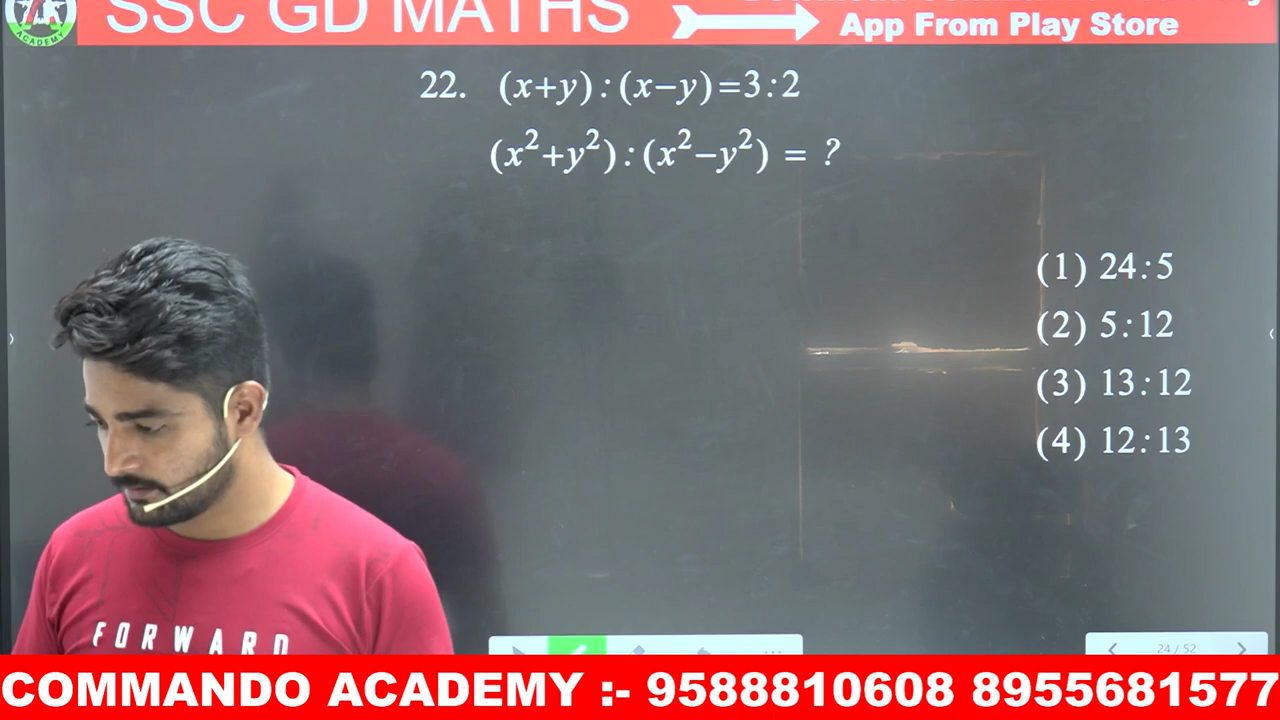 SSC GD MATHS
App From Play Store
ACADEMY
22. (x+y) : (x−y)=3:2
(x²+y²) : (x²−y²) = ?
(1) 24:5
(2) 5:12
(3) 13:12
(4) 12:13
FORWARD
24 / 52
COMMANDO ACADEMY :- 9588810608 8955681577